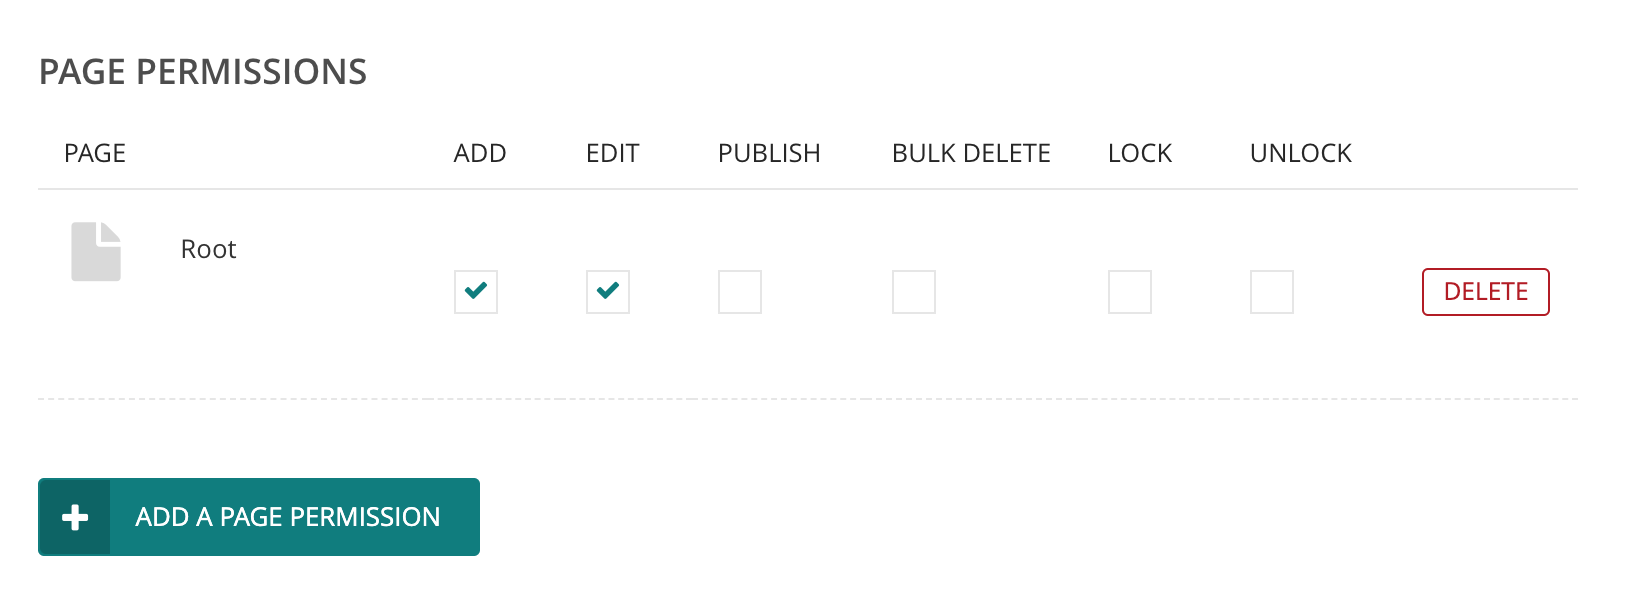 PAGE PERMISSIONS
PAGE ADD EDIT PUBLISH BULK DELETE LOCK UNLOCK
Root
DELETE
ADD A PAGE PERMISSION